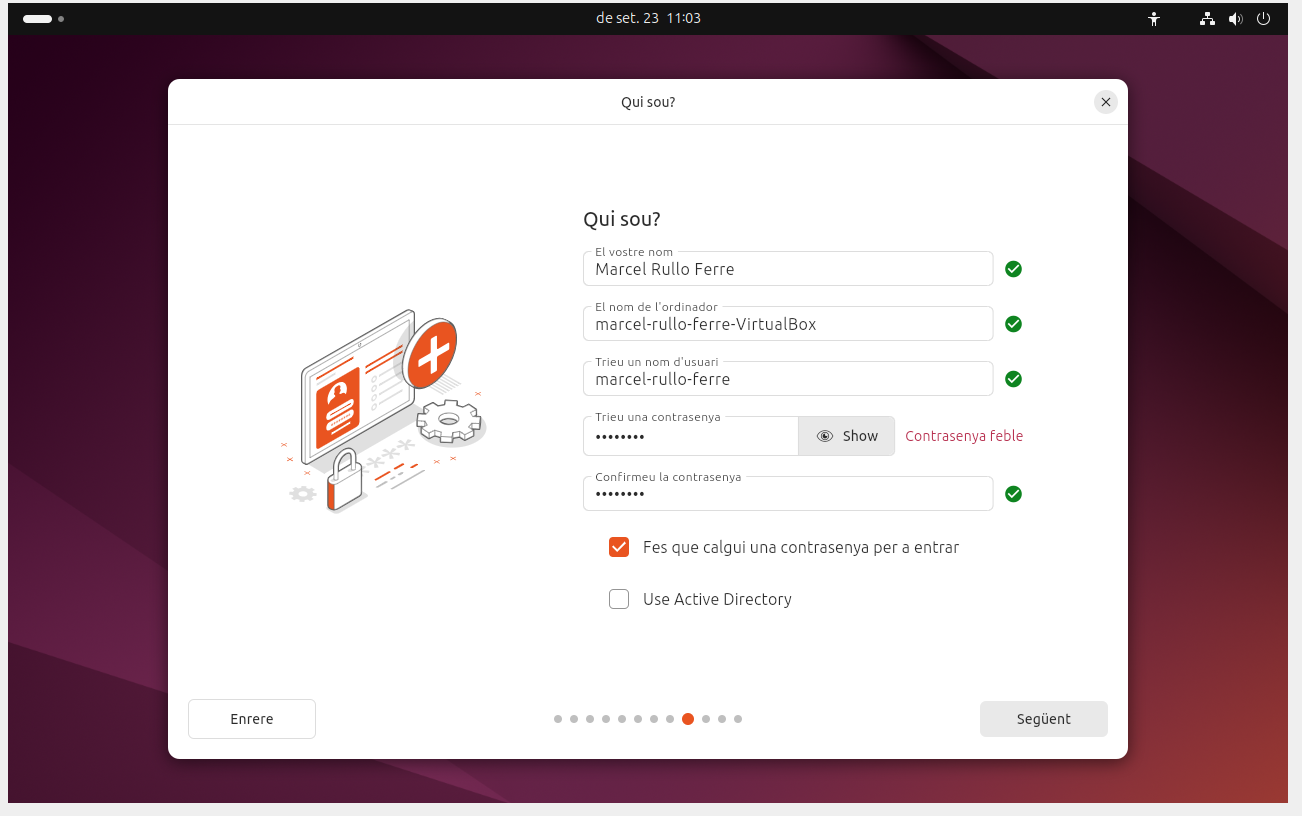 de set. 23 11:03
Qui sou?
Qui sou?
El vostre nom
Marcel Rullo Ferre
El nom de l'ordinador
marcel-rullo-ferre-VirtualBox
Trieu un nom d'usuari
marcel-rullo-ferre
Trieu una contrasenya
•••••••• Show Contrasenya feble
Confirmeu la contrasenya
••••••••
Fes que calgui una contrasenya per a entrar
Use Active Directory
Enrere Següent